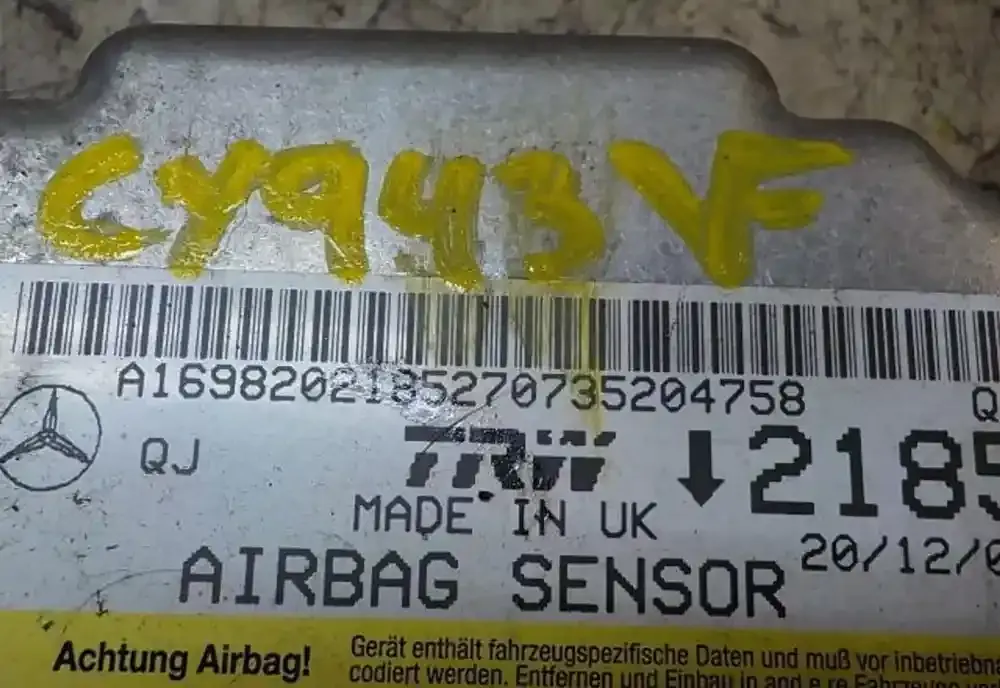 CY943VF
A1698202185270735204758 Q
QJ TRW 2185
MADE IN UK
20/12/0
AIRBAG SENSOR
Achtung Airbag!
Gerät enthält fahrzeugspezifische Daten und muß vor inbetriebna
codiert werden. Entfernen und Einbau in and